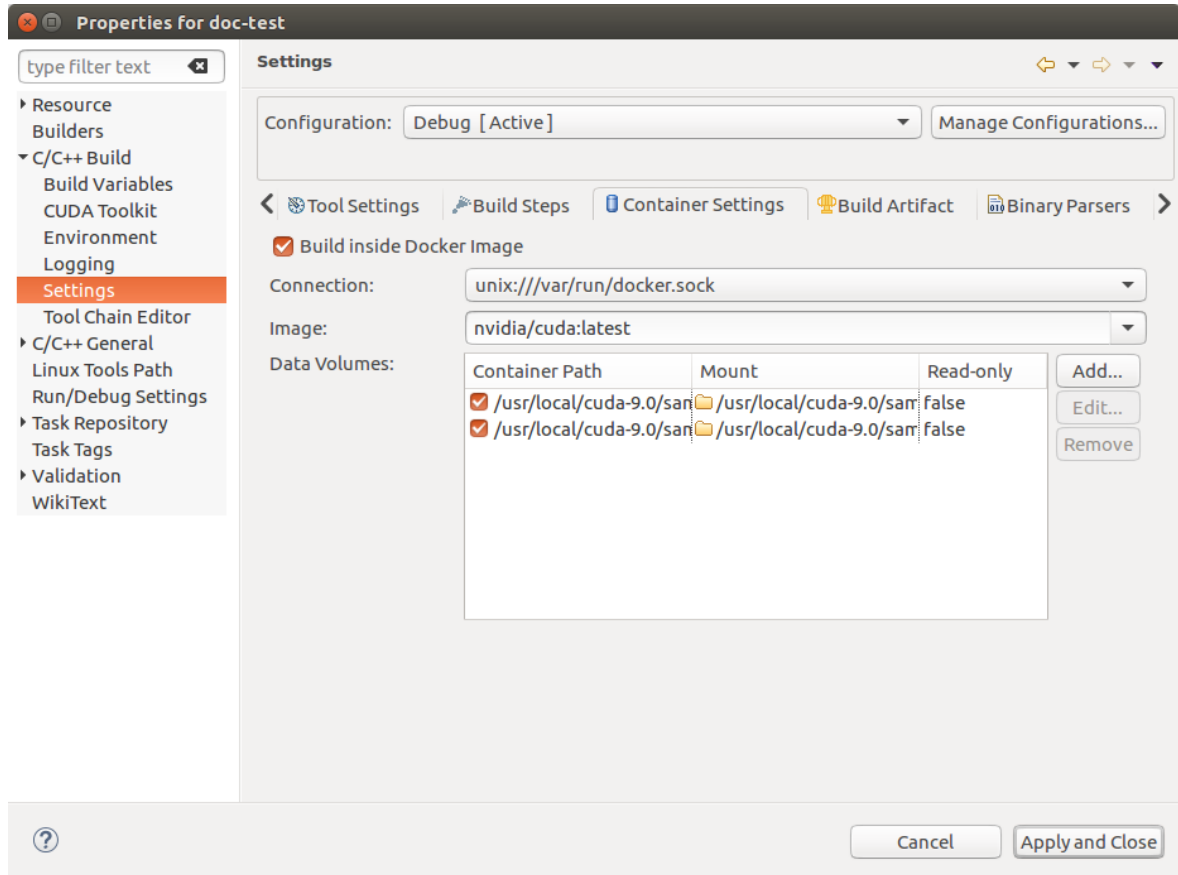 Properties for doc-test
type filter text
Resource
Builders
C/C++ Build
Build Variables
CUDA Toolkit
Environment
Logging
Settings
Tool Chain Editor
C/C++ General
Linux Tools Path
Run/Debug Settings
Task Repository
Task Tags
Validation
WikiText
Settings
Configuration: Debug [Active] Manage Configurations...
Tool Settings Build Steps Container Settings Build Artifact Binary Parsers
Build inside Docker Image
Connection: unix:///var/run/docker.sock
Image: nvidia/cuda:latest
Data Volumes:
Container Path Mount Read-only
/usr/local/cuda-9.0/sam /usr/local/cuda-9.0/sam false
/usr/local/cuda-9.0/sam /usr/local/cuda-9.0/sam false
Add...
Edit...
Remove
Cancel Apply and Close